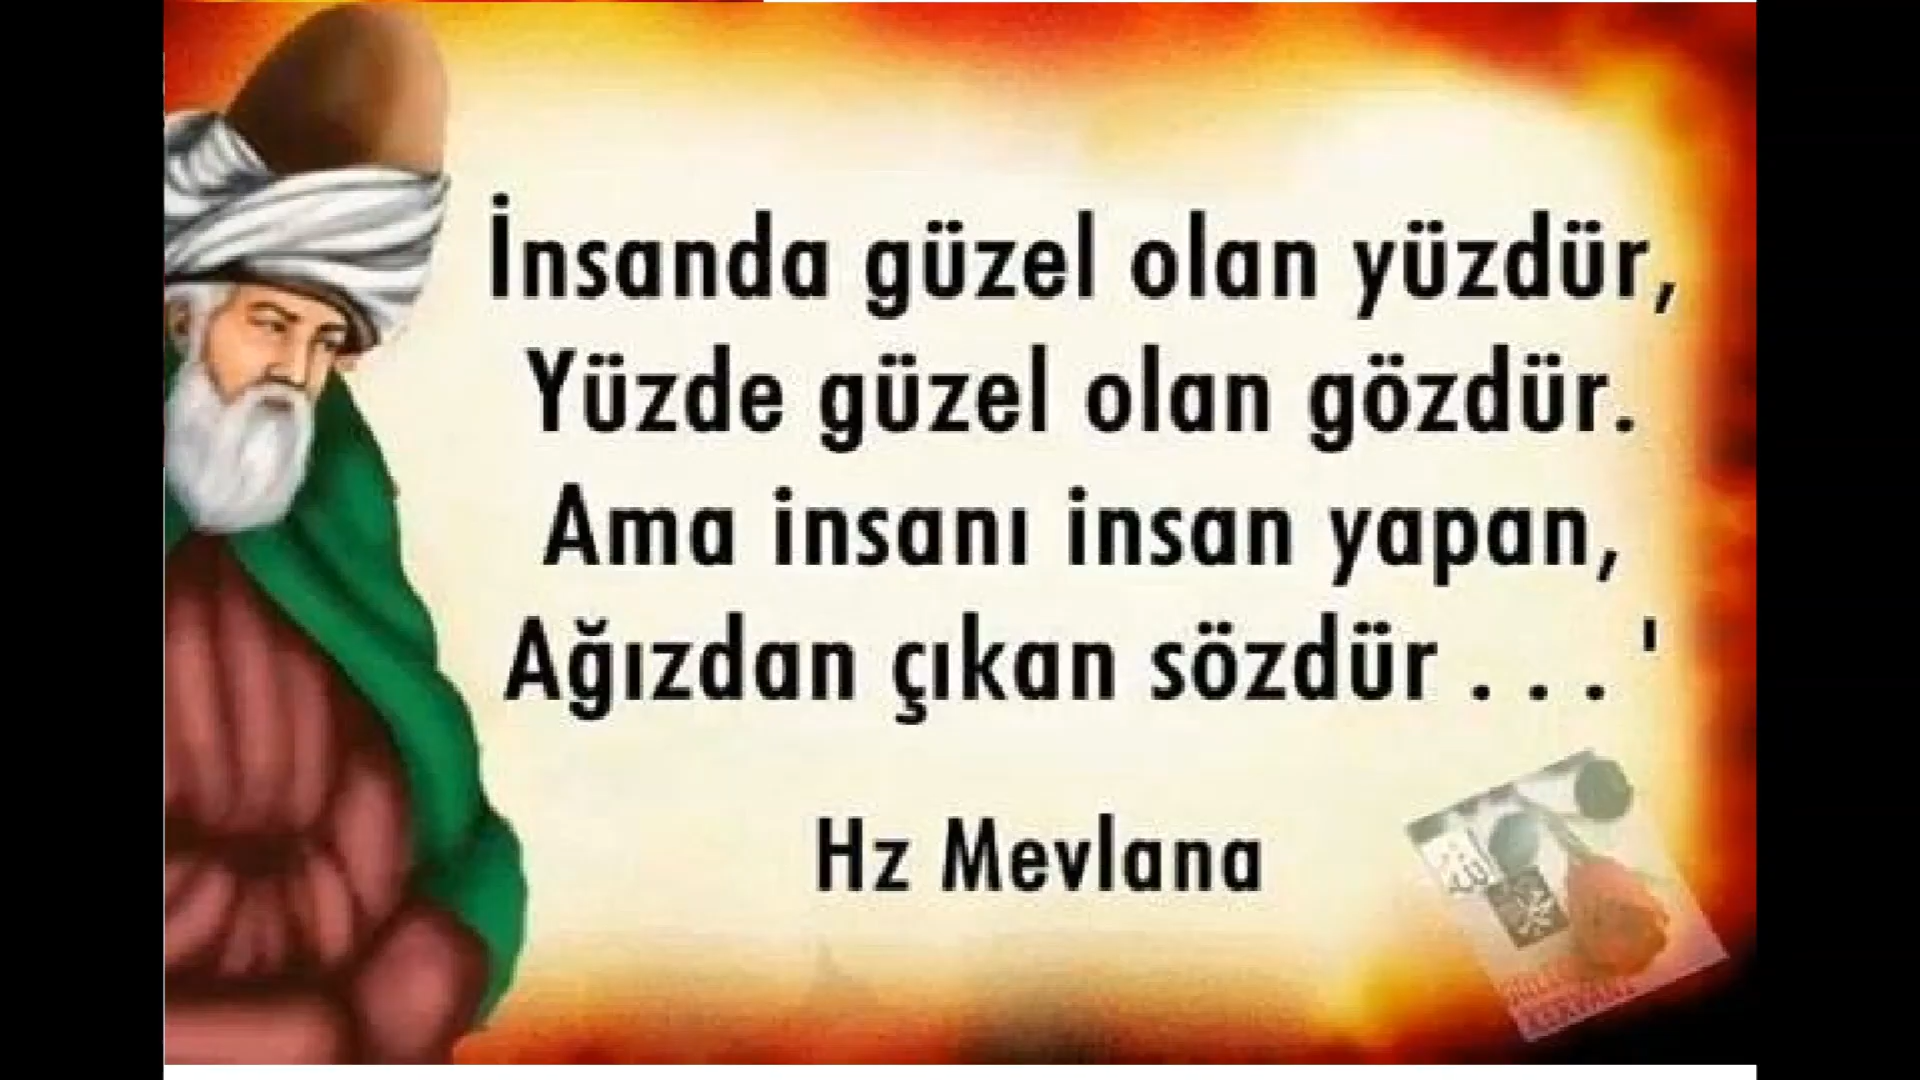 İnsanda güzel olan yüzdür,
Yüzde güzel olan gözdür.
Ama insanı insan yapan,
Ağızdan çıkan sözdür . . . '
Hz Mevlana